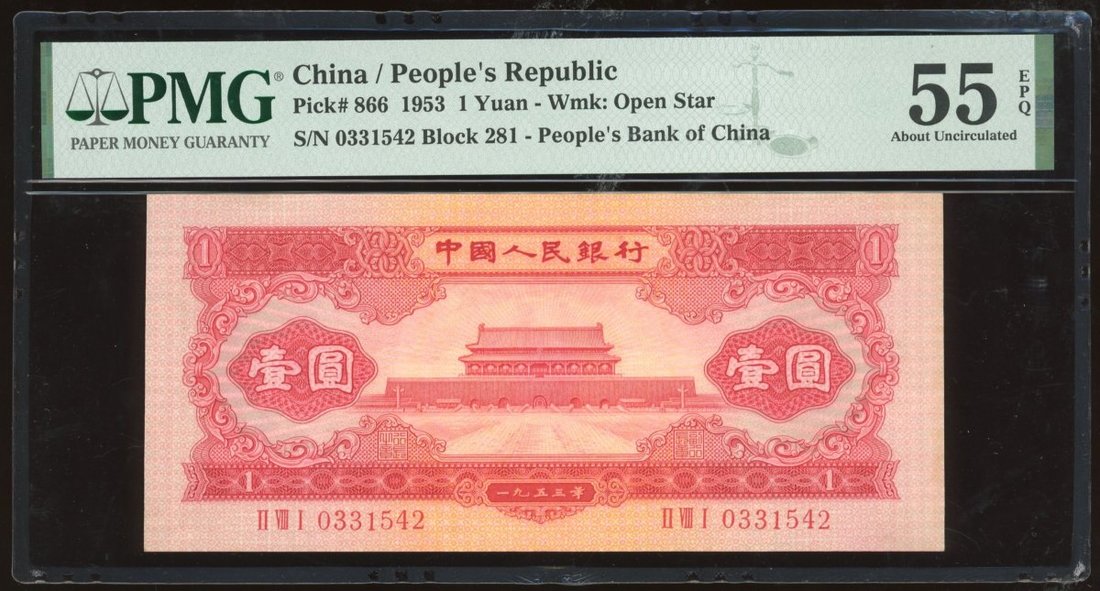 PMG®
PAPER MONEY GUARANTY
China / People's Republic
Pick# 866 1953 1 Yuan - Wmk: Open Star
S/N 0331542 Block 281 - People's Bank of China
55 EPQ
About Uncirculated
1 中國人民銀行 1
壹圓 壹圓
1 一九五三年 1
II VIII I 0331542 II VIII I 0331542